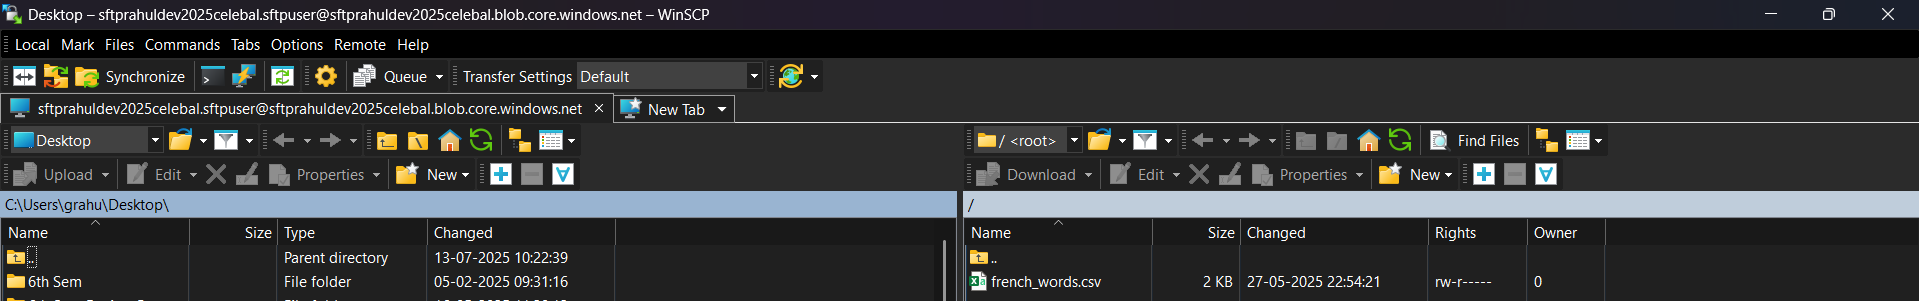 Desktop – sftprahuldev2025celebal.sftpuser@sftprahuldev2025celebal.blob.core.windows.net – WinSCP
Local Mark Files Commands Tabs Options Remote Help
Synchronize Queue Transfer Settings Default
sftprahuldev2025celebal.sftpuser@sftprahuldev2025celebal.blob.core.windows.net × New Tab
Desktop / <root> Find Files
Upload Edit Properties New Download Edit Properties New
C:\Users\grahu\Desktop\ /
Name Size Type Changed Name Size Changed Rights Owner
.. Parent directory 13-07-2025 10:22:39 ..
6th Sem File folder 05-02-2025 09:31:16 french_words.csv 2 KB 27-05-2025 22:54:21 rw-r----- 0